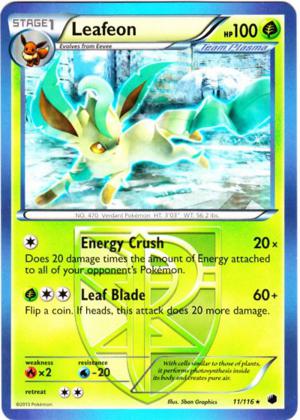 STAGE1
Leafeon
HP100
Evolves from Eevee
Team Plasma
NO. 470 Verdant Pokémon HT. 3'03" WT. 56.2 lbs.
Energy Crush 20×
Does 20 damage times the amount of Energy attached
to all of your opponent's Pokémon.
Leaf Blade 60+
Flip a coin. If heads, this attack does 20 more damage.
weakness
×2
resistance
-20
retreat
With cells similar to those of plants, it
performs photosynthesis inside
its body and creates pure air.
Illus. 5ban Graphics
11/116 ★
©2013 Pokémon